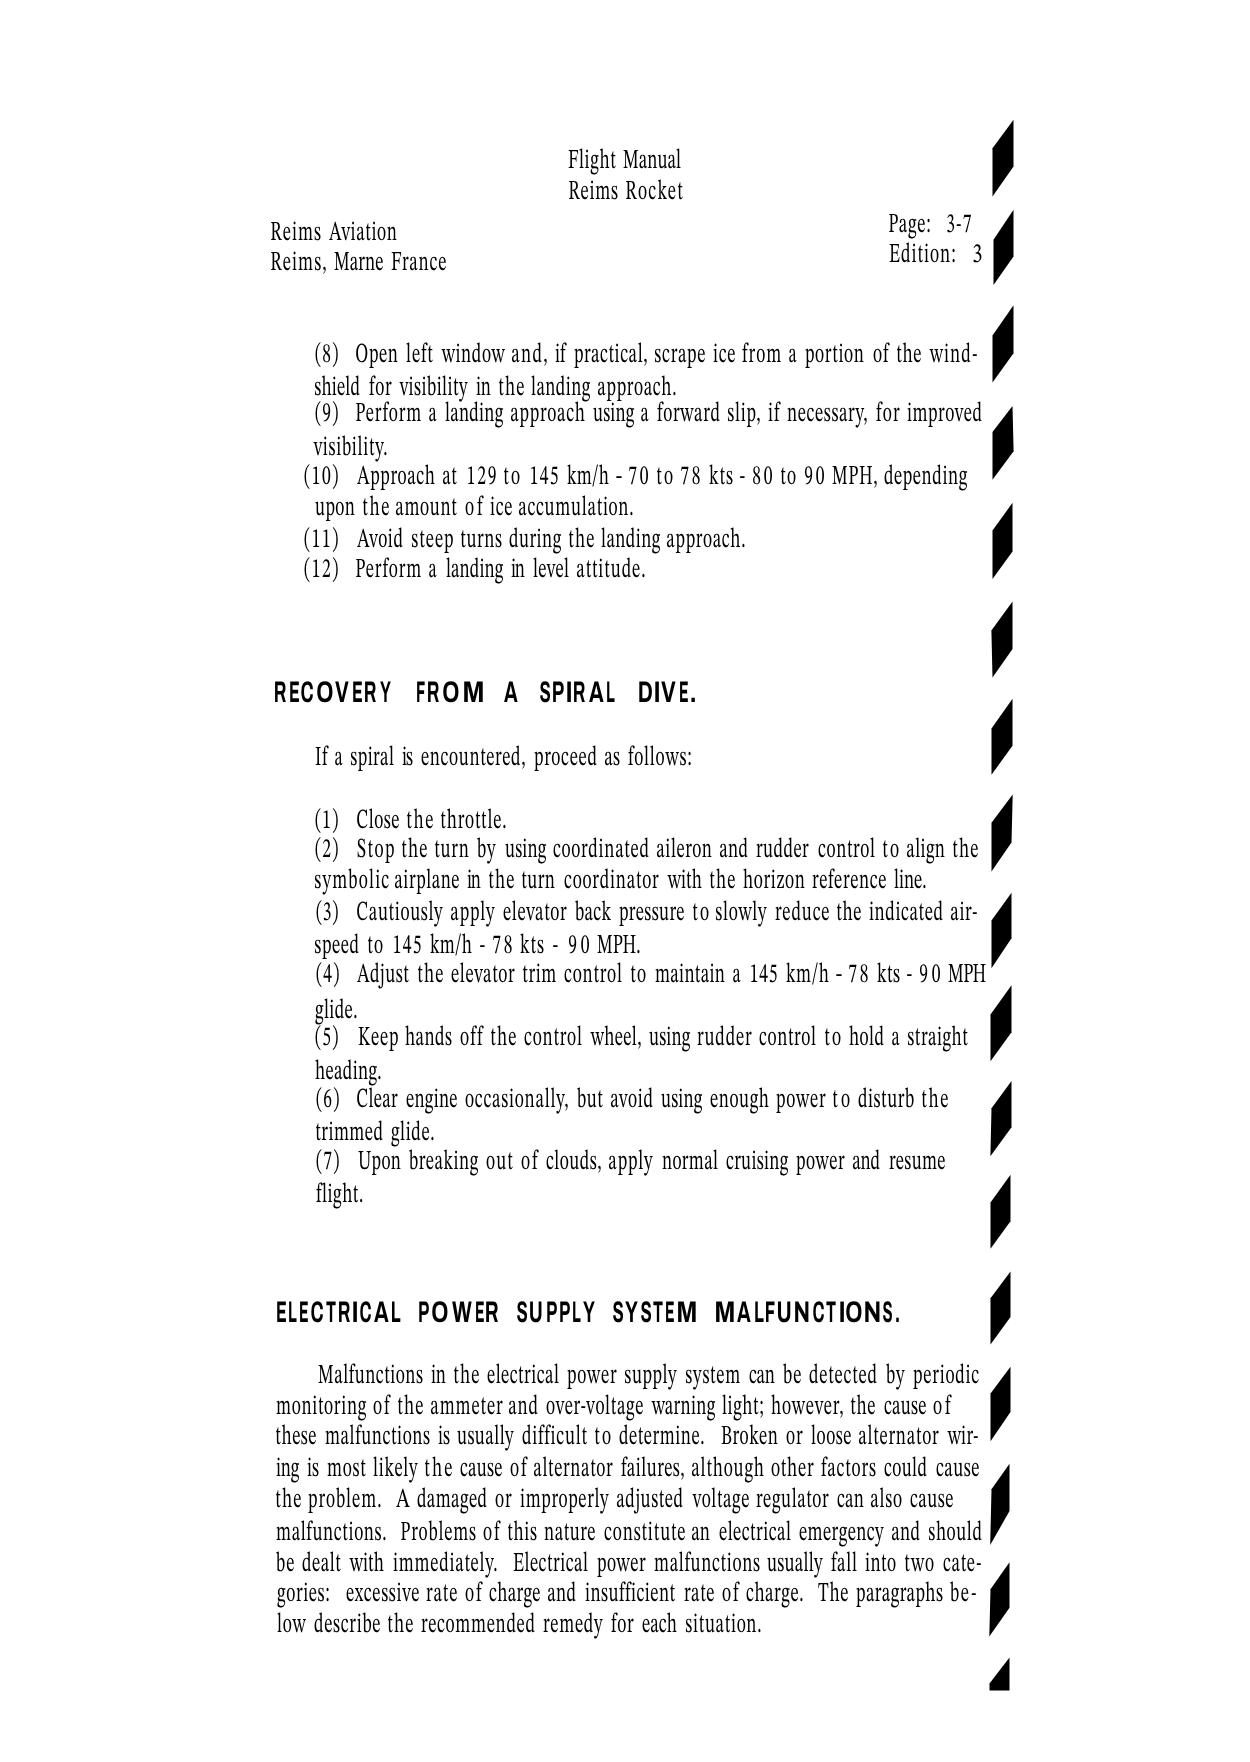 Flight Manual
Reims Rocket
Reims Aviation
Reims, Marne France
Page: 3-7
Edition: 3
(8) Open left window and, if practical, scrape ice from a portion of the wind-
shield for visibility in the landing approach.
(9) Perform a landing approach using a forward slip, if necessary, for improved
visibility.
(10) Approach at 129 to 145 km/h - 70 to 78 kts - 80 to 90 MPH, depending
upon the amount of ice accumulation.
(11) Avoid steep turns during the landing approach.
(12) Perform a landing in level attitude.
RECOVERY FROM A SPIRAL DIVE.
If a spiral is encountered, proceed as follows:
(1) Close the throttle.
(2) Stop the turn by using coordinated aileron and rudder control to align the
symbolic airplane in the turn coordinator with the horizon reference line.
(3) Cautiously apply elevator back pressure to slowly reduce the indicated air-
speed to 145 km/h - 78 kts - 90 MPH.
(4) Adjust the elevator trim control to maintain a 145 km/h - 78 kts - 90 MPH
glide.
(5) Keep hands off the control wheel, using rudder control to hold a straight
heading.
(6) Clear engine occasionally, but avoid using enough power to disturb the
trimmed glide.
(7) Upon breaking out of clouds, apply normal cruising power and resume
flight.
ELECTRICAL POWER SUPPLY SYSTEM MALFUNCTIONS.
Malfunctions in the electrical power supply system can be detected by periodic
monitoring of the ammeter and over-voltage warning light; however, the cause of
these malfunctions is usually difficult to determine. Broken or loose alternator wir-
ing is most likely the cause of alternator failures, although other factors could cause
the problem. A damaged or improperly adjusted voltage regulator can also cause
malfunctions. Problems of this nature constitute an electrical emergency and should
be dealt with immediately. Electrical power malfunctions usually fall into two cate-
gories: excessive rate of charge and insufficient rate of charge. The paragraphs be-
low describe the recommended remedy for each situation.